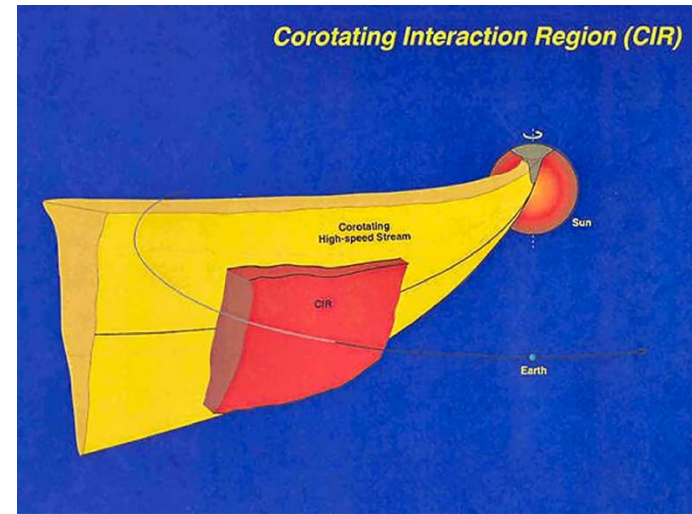 Corotating Interaction Region (CIR)
Sun
Corotating
High-speed Stream
CIR
Earth